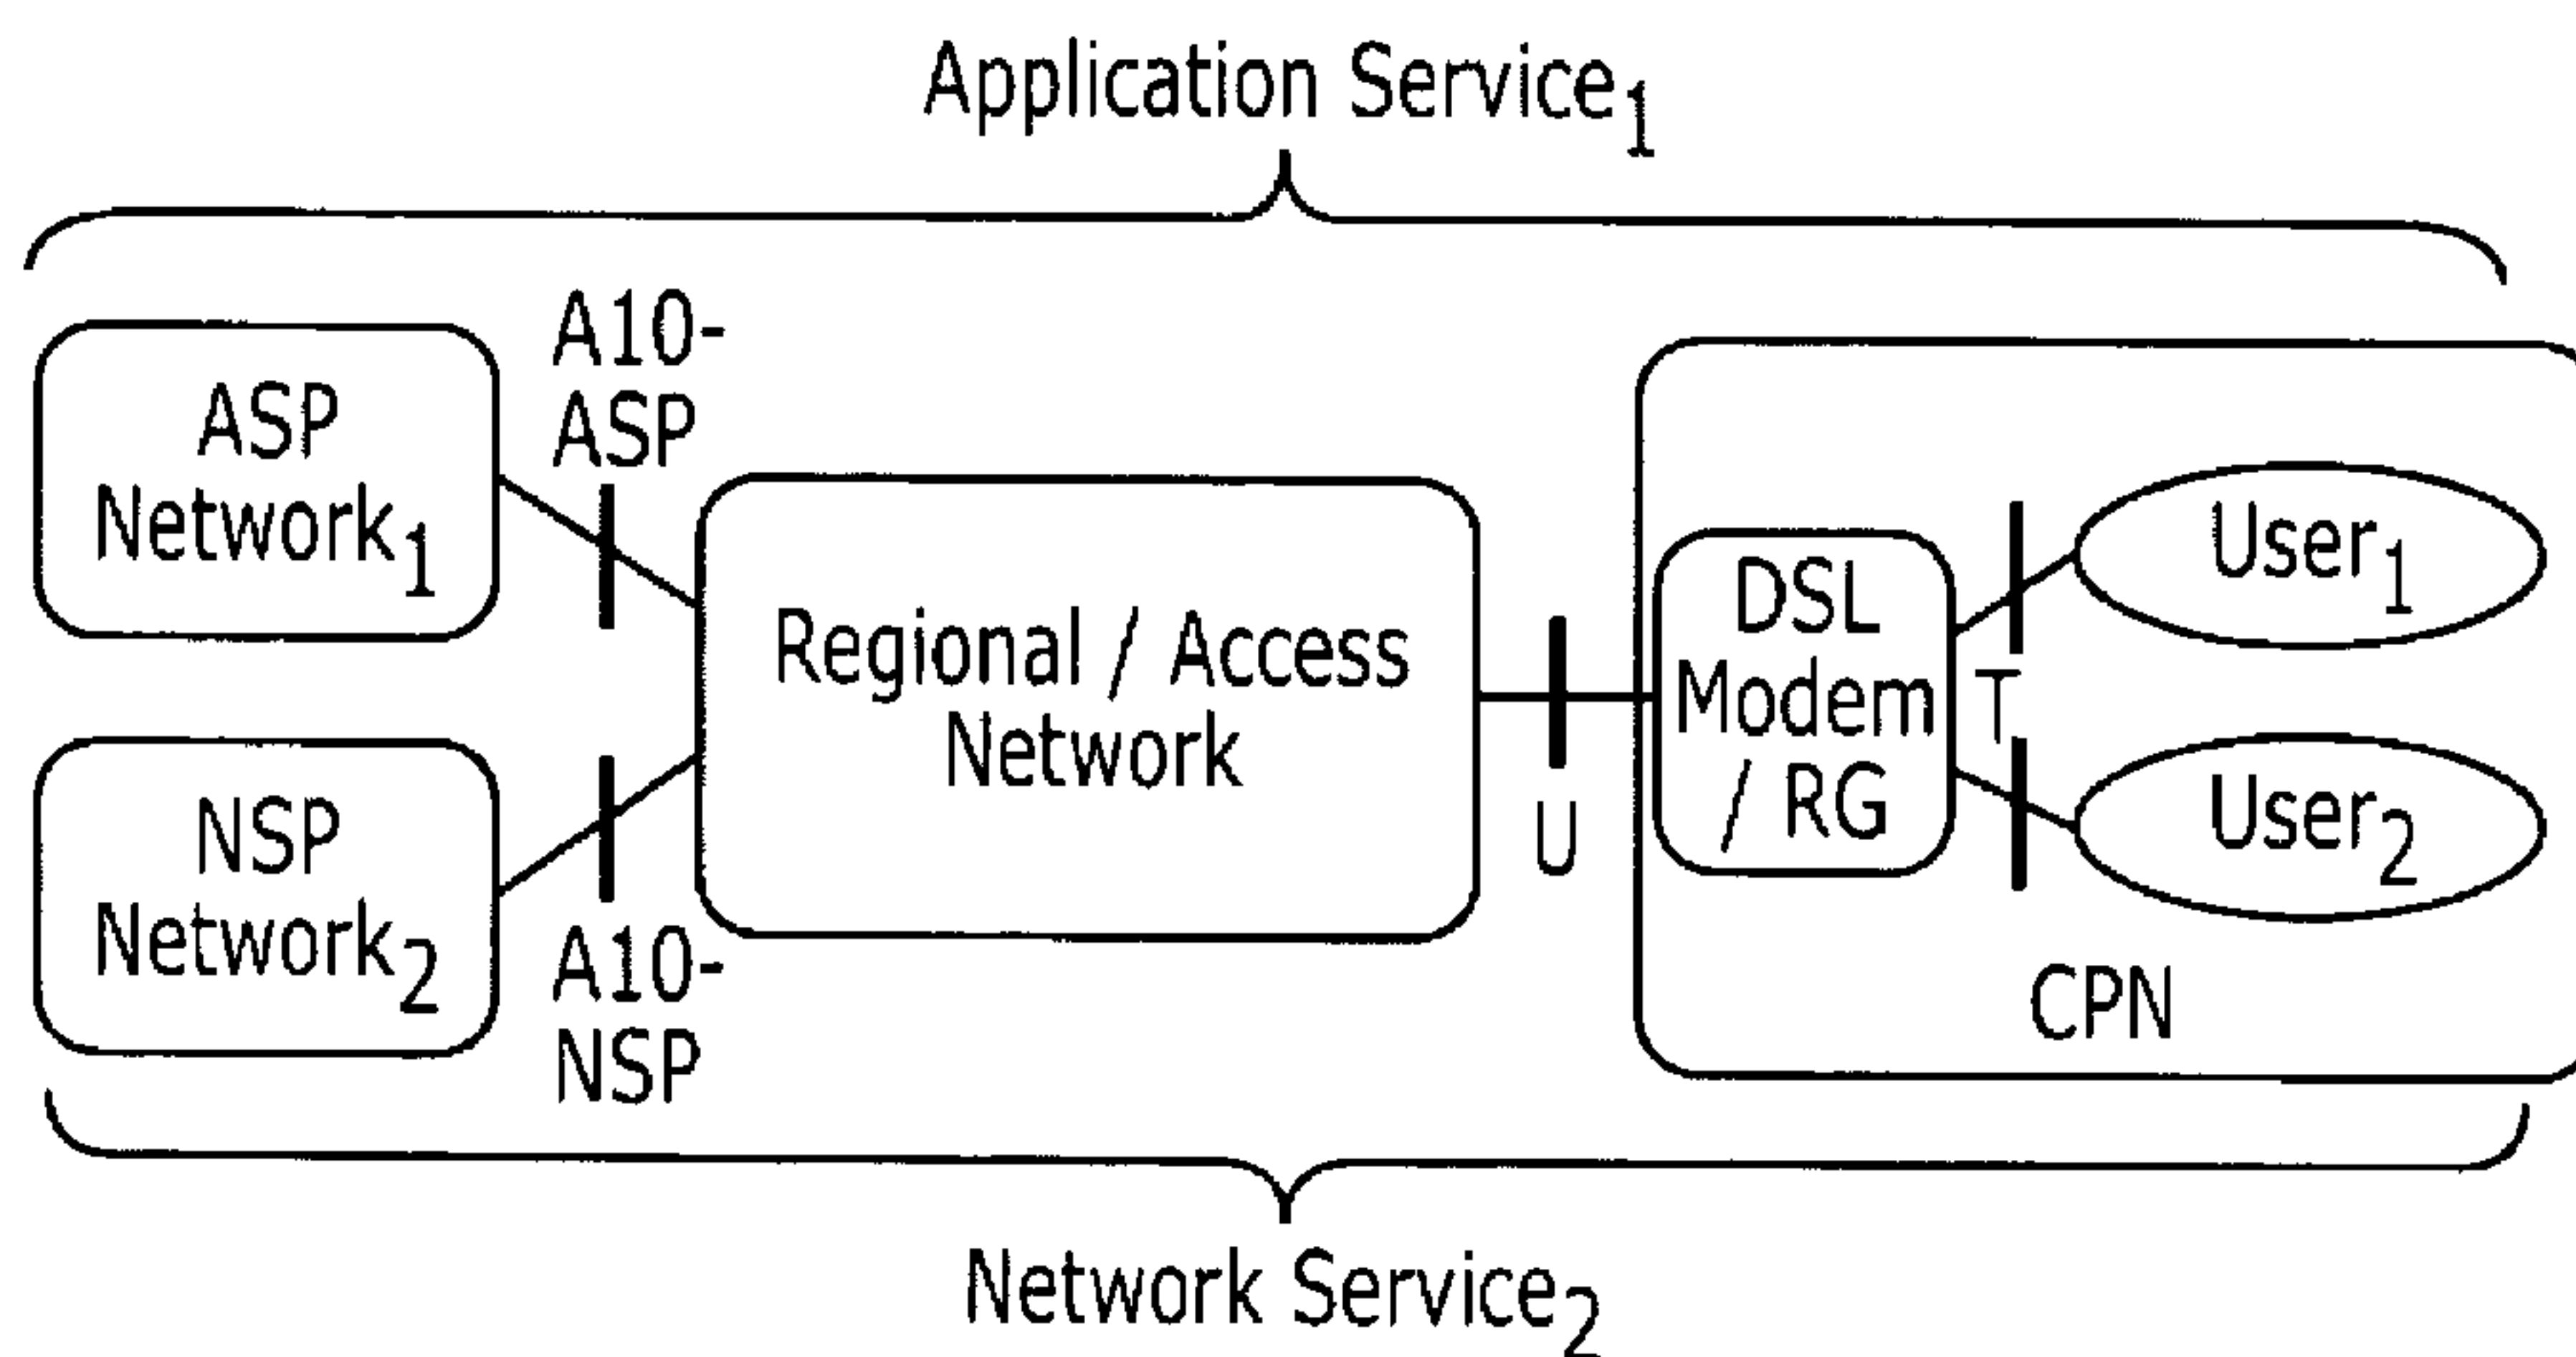 Application Service1
A10-
ASP
ASP
Network1
Regional / Access
Network
DSL
Modem
/ RG
User1
T
User2
U
NSP
Network2
A10-
NSP
CPN
Network Service2